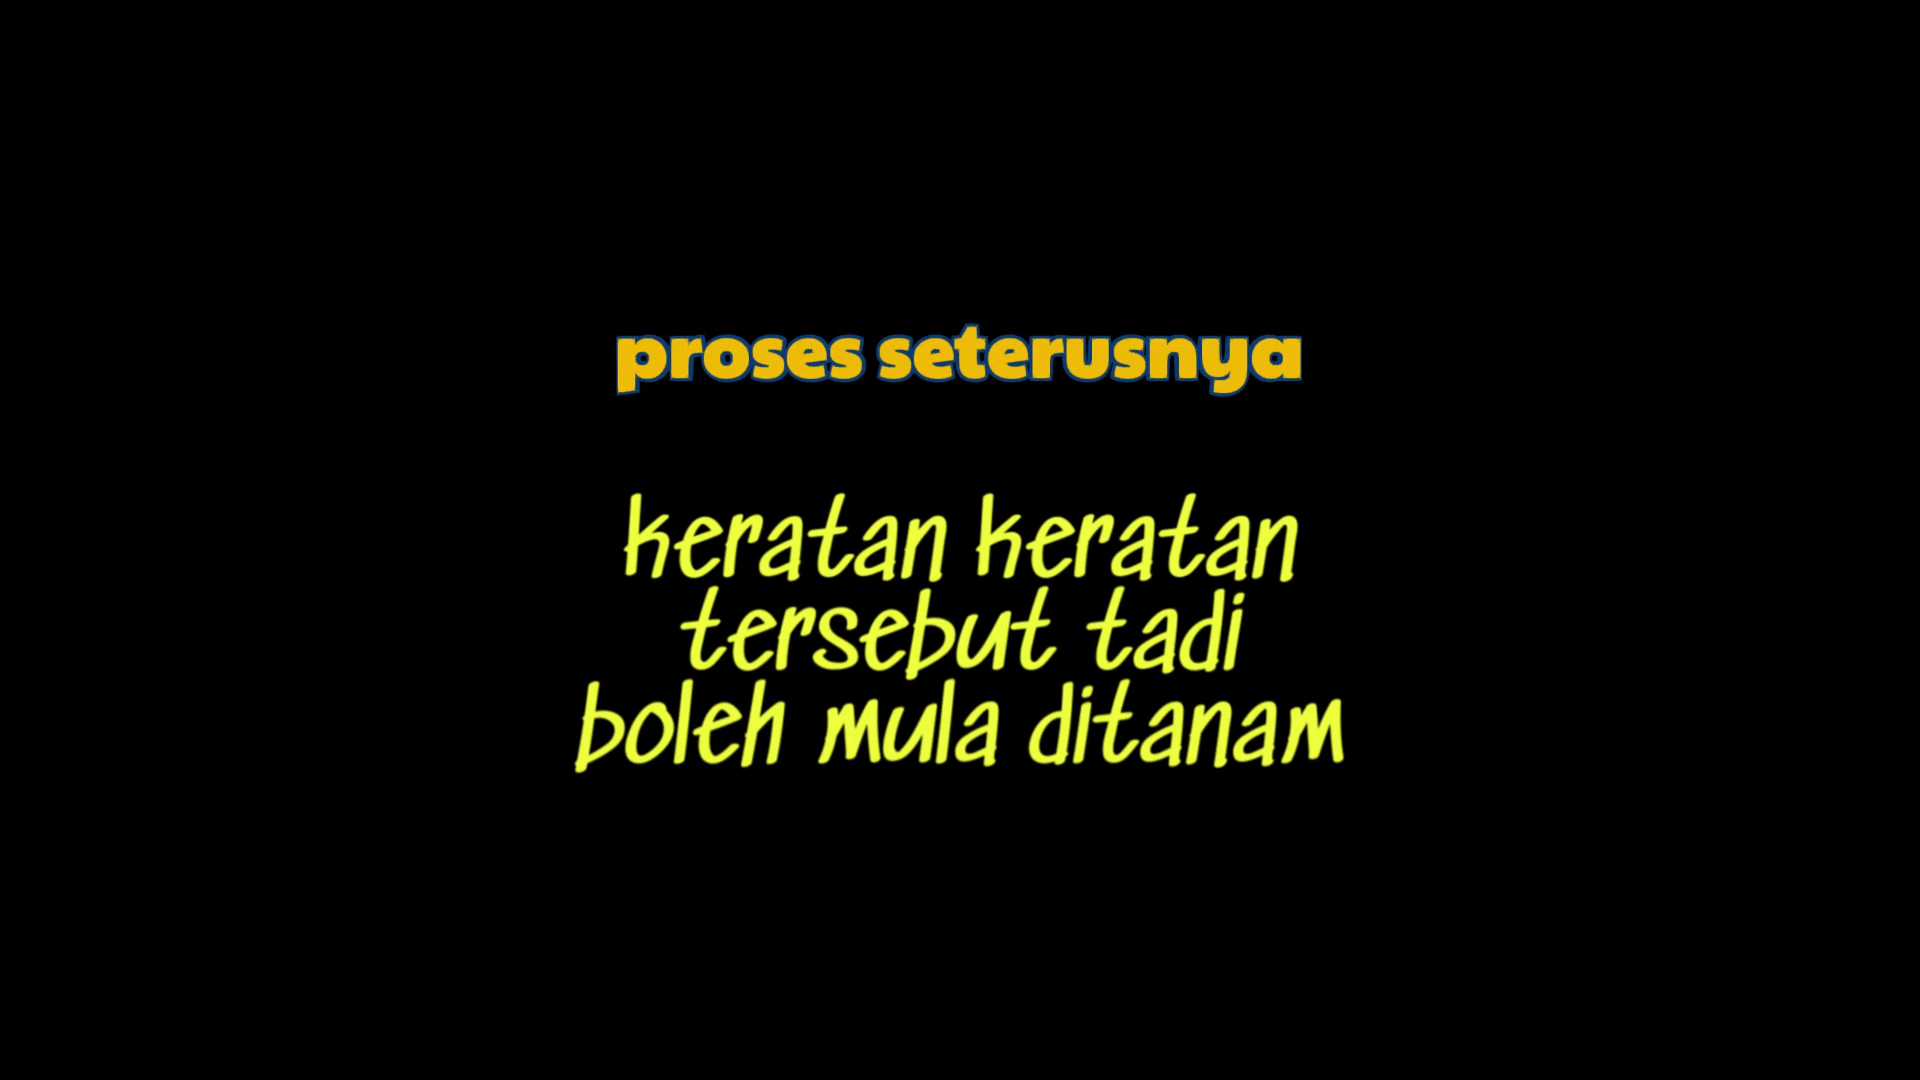 proses seterusnya
keratan keratan
tersebut tadi
boleh mula ditanam